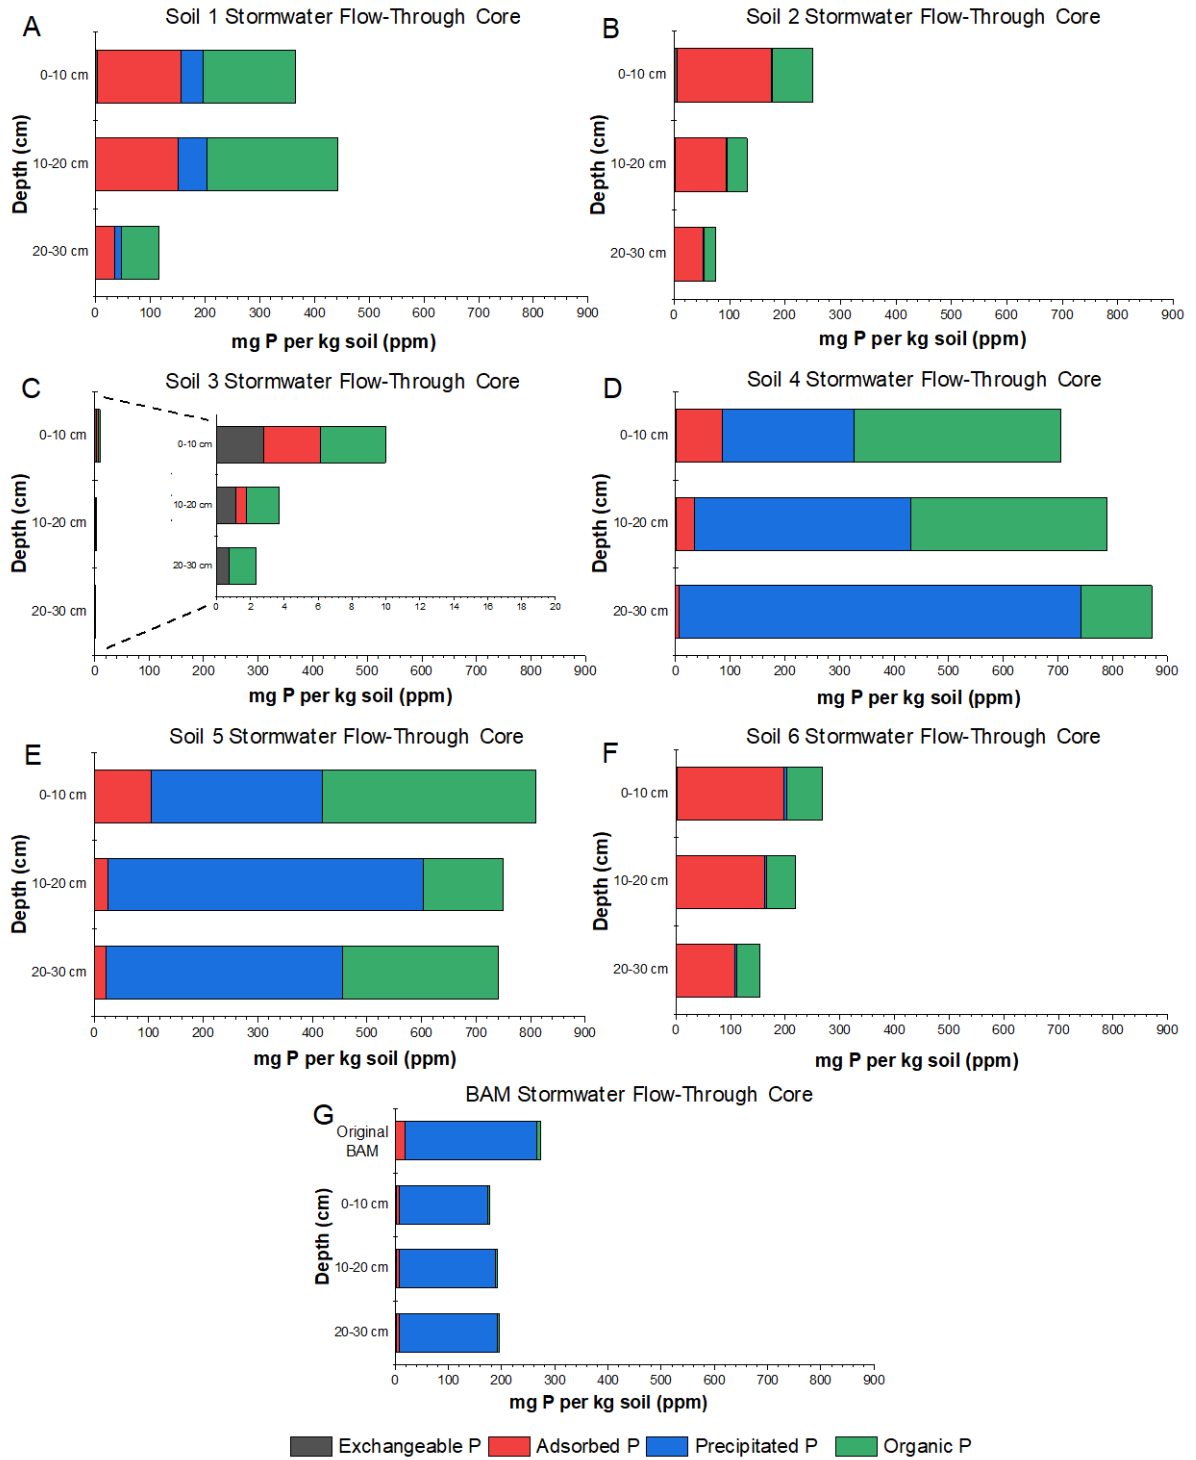 A
Soil 1 Stormwater Flow-Through Core
0-10 cm
10-20 cm
20-30 cm
Depth (cm)
0 100 200 300 400 500 600 700 800 900
mg P per kg soil (ppm)
B
Soil 2 Stormwater Flow-Through Core
0-10 cm
10-20 cm
20-30 cm
Depth (cm)
0 100 200 300 400 500 600 700 800 900
mg P per kg soil (ppm)
C
Soil 3 Stormwater Flow-Through Core
0-10 cm
10-20 cm
20-30 cm
Depth (cm)
0-10 cm
10-20 cm
20-30 cm
0 2 4 6 8 10 12 14 16 18 20
0 100 200 300 400 500 600 700 800 900
mg P per kg soil (ppm)
D
Soil 4 Stormwater Flow-Through Core
0-10 cm
10-20 cm
20-30 cm
Depth (cm)
0 100 200 300 400 500 600 700 800 900
mg P per kg soil (ppm)
E
Soil 5 Stormwater Flow-Through Core
0-10 cm
10-20 cm
20-30 cm
Depth (cm)
0 100 200 300 400 500 600 700 800 900
mg P per kg soil (ppm)
F
Soil 6 Stormwater Flow-Through Core
0-10 cm
10-20 cm
20-30 cm
Depth (cm)
0 100 200 300 400 500 600 700 800 900
mg P per kg soil (ppm)
G
BAM Stormwater Flow-Through Core
Original
BAM
0-10 cm
10-20 cm
20-30 cm
Depth (cm)
0 100 200 300 400 500 600 700 800 900
mg P per kg soil (ppm)
Exchangeable P Adsorbed P Precipitated P Organic P